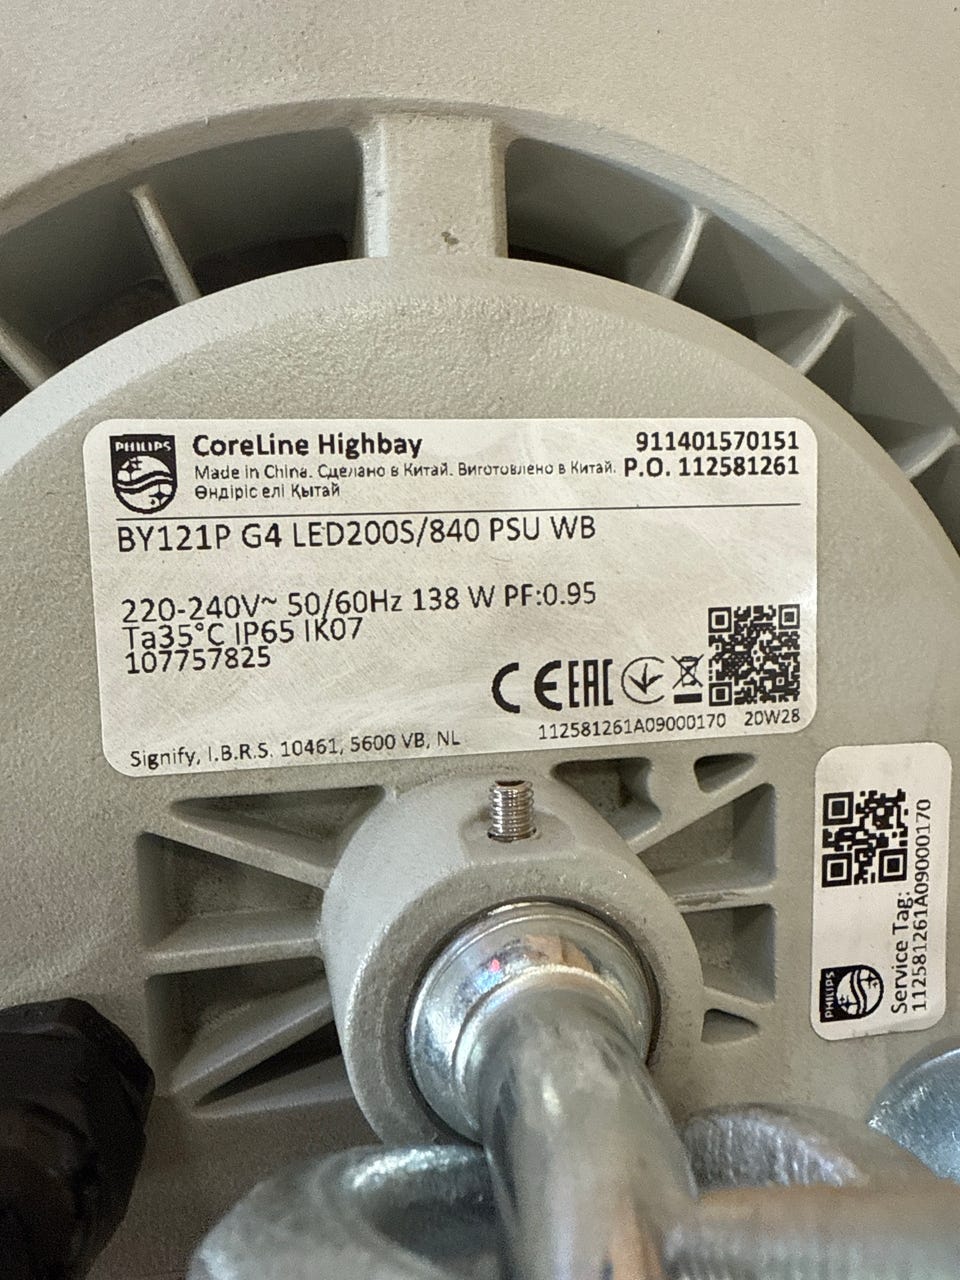 PHILIPS
CoreLine Highbay
911401570151
Made in China. Сделано в Китай. Виготовлено в Китай.
P.O. 112581261
Өндіріс елі Қытай
BY121P G4 LED200S/840 PSU WB
220-240V~ 50/60Hz 138 W PF:0.95
Ta35°C IP65 IK07
107757825
CE EAC
112581261A09000170 20W28
Signify, I.B.R.S. 10461, 5600 VB, NL
PHILIPS
Service Tag:
112581261A09000170